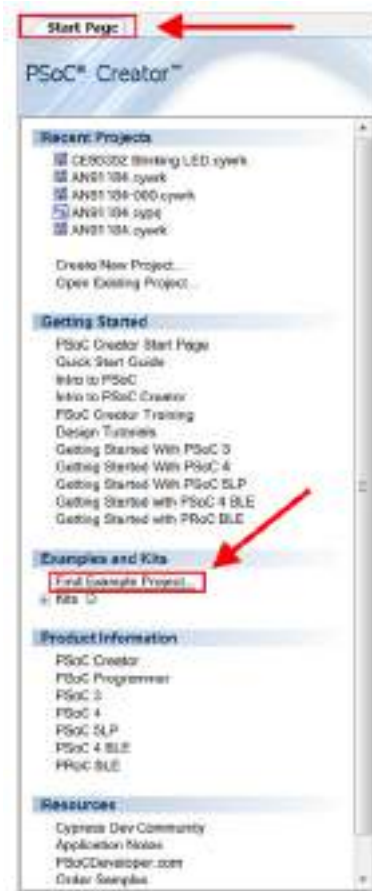 Start Page
PSoC® Creator™
Recent Projects
Blinking LED.cywrk
AN91184.cywrk
AN91184-000.cywrk
AN91184
AN91184.cywrk
Create New Project...
Open Existing Project...
Getting Started
PSoC Creator Start Page
Quick Start Guide
Intro to PSoC
Intro to PSoC Creator
PSoC Creator Training
Design Tutorials
Getting Started With PSoC 3
Getting Started With PSoC 4
Getting Started With PSoC 5LP
Getting Started with PSoC 4 BLE
Getting Started with PRoC BLE
Examples and Kits
Find Example Project...
Kits
Product Information
PSoC Creator
PSoC Programmer
PSoC 3
PSoC 4
PSoC 5LP
PSoC 4 BLE
PRoC BLE
Resources
Cypress Dev Community
Application Notes
PSoCDeveloper.com
Order Samples